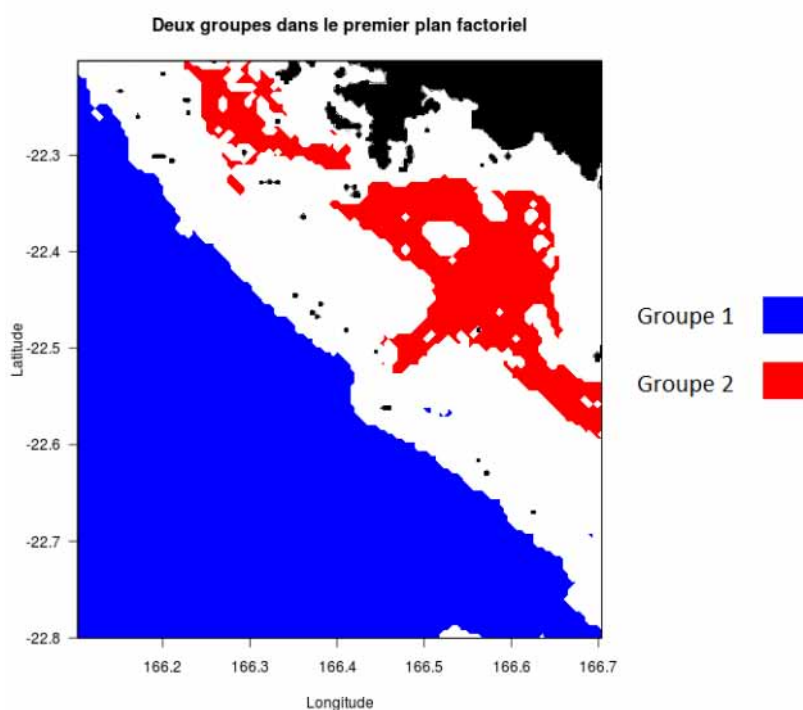 Deux groupes dans le premier plan factoriel
-22.3
-22.4
-22.5
-22.6
-22.7
-22.8
Latitude
166.2 166.3 166.4 166.5 166.6 166.7
Longitude
Groupe 1
Groupe 2